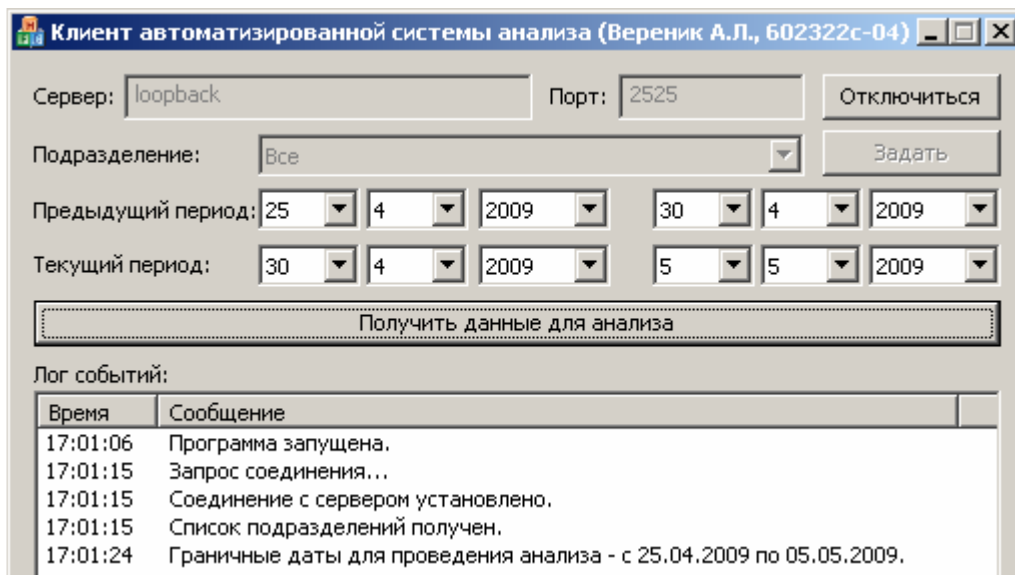 Клиент автоматизированной системы анализа (Вереник А.Л., 602322с-04)
Сервер: loopback Порт: 2525 Отключиться
Подразделение: Все Задать
Предыдущий период: 25 4 2009 30 4 2009
Текущий период: 30 4 2009 5 5 2009
Получить данные для анализа
Лог событий:
Время Сообщение
17:01:06 Программа запущена.
17:01:15 Запрос соединения...
17:01:15 Соединение с сервером установлено.
17:01:15 Список подразделений получен.
17:01:24 Граничные даты для проведения анализа - с 25.04.2009 по 05.05.2009.